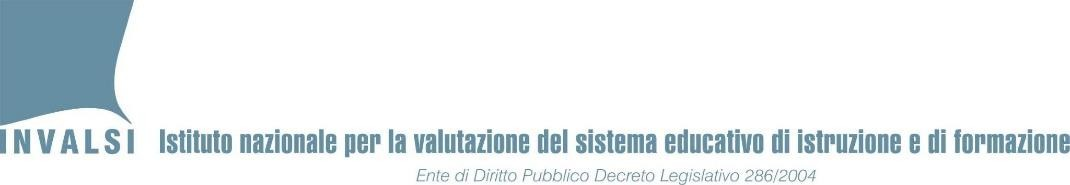 INVALSI Istituto nazionale per la valutazione del sistema educativo di istruzione e di formazione
Ente di Diritto Pubblico Decreto Legislativo 286/2004